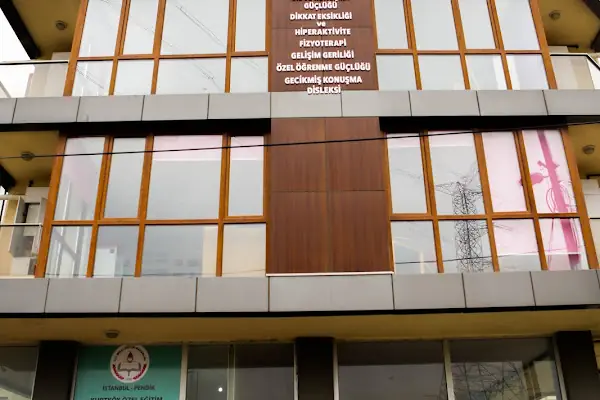 GÜÇLÜĞÜ
DİKKAT EKSİKLİĞİ
ve
HİPERAKTİVİTE
FİZYOTERAPİ
GELİŞİM GERİLİĞİ
ÖZEL ÖĞRENME GÜÇLÜĞÜ
GECİKMİŞ KONUŞMA
DİSLEKSİ
İSTANBUL - PENDİK
KURTKÖY ÖZEL EĞİTİM